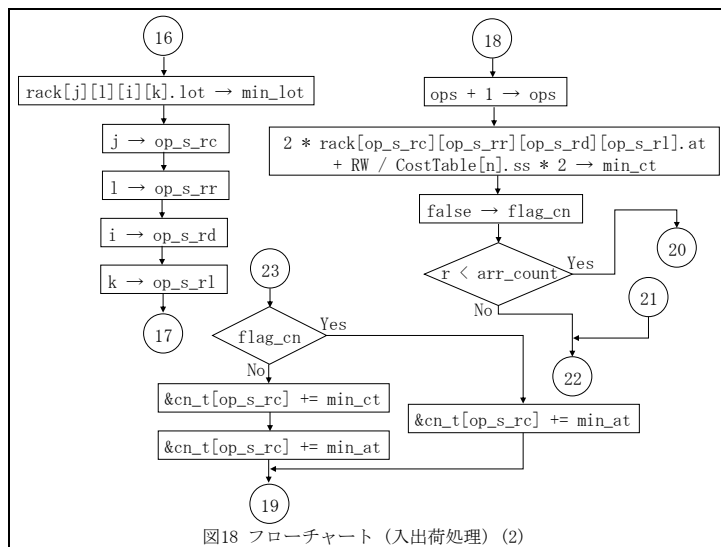 16
rack[j][l][i][k].lot → min_lot
j → op_s_rc
l → op_s_rr
i → op_s_rd
k → op_s_rl
17
18
ops + 1 → ops
2 * rack[op_s_rc][op_s_rr][op_s_rd][op_s_rl].at
+ RW / CostTable[n].ss * 2 → min_ct
false → flag_cn
r < arr_count
Yes
20
No
21
22
23
flag_cn
Yes
No
&cn_t[op_s_rc] += min_ct
&cn_t[op_s_rc] += min_at
&cn_t[op_s_rc] += min_at
19
図18 フローチャート (入出荷処理) (2)